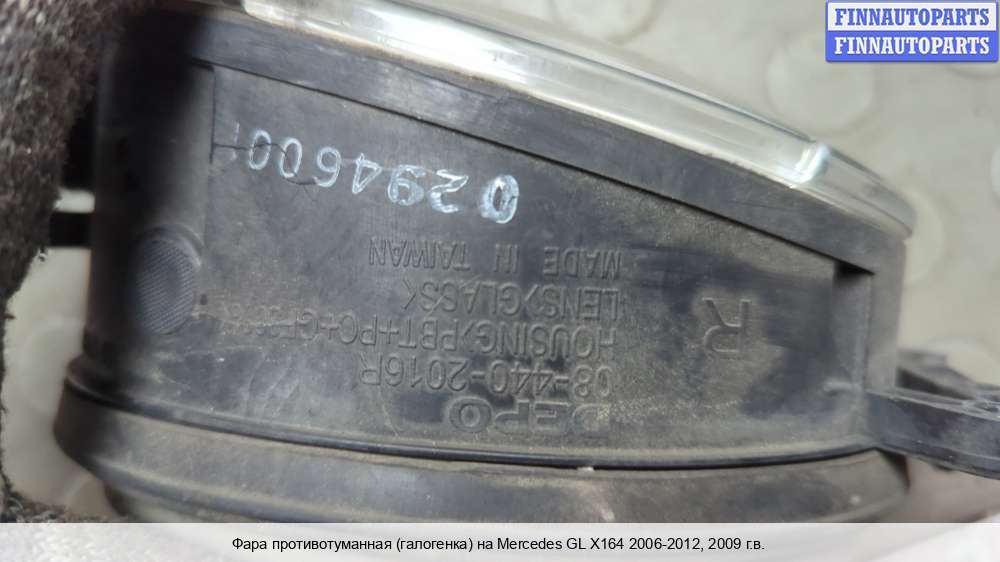 FINNAUTOPARTS
FINNAUTOPARTS
DEPO
08-440-2016R
HOUSING>PBT+PC+GF
LENS>GLASS<
MADE IN TAIWAN
R
Фара противотуманная (галогенка) на Mercedes GL X164 2006-2012, 2009 г.в.